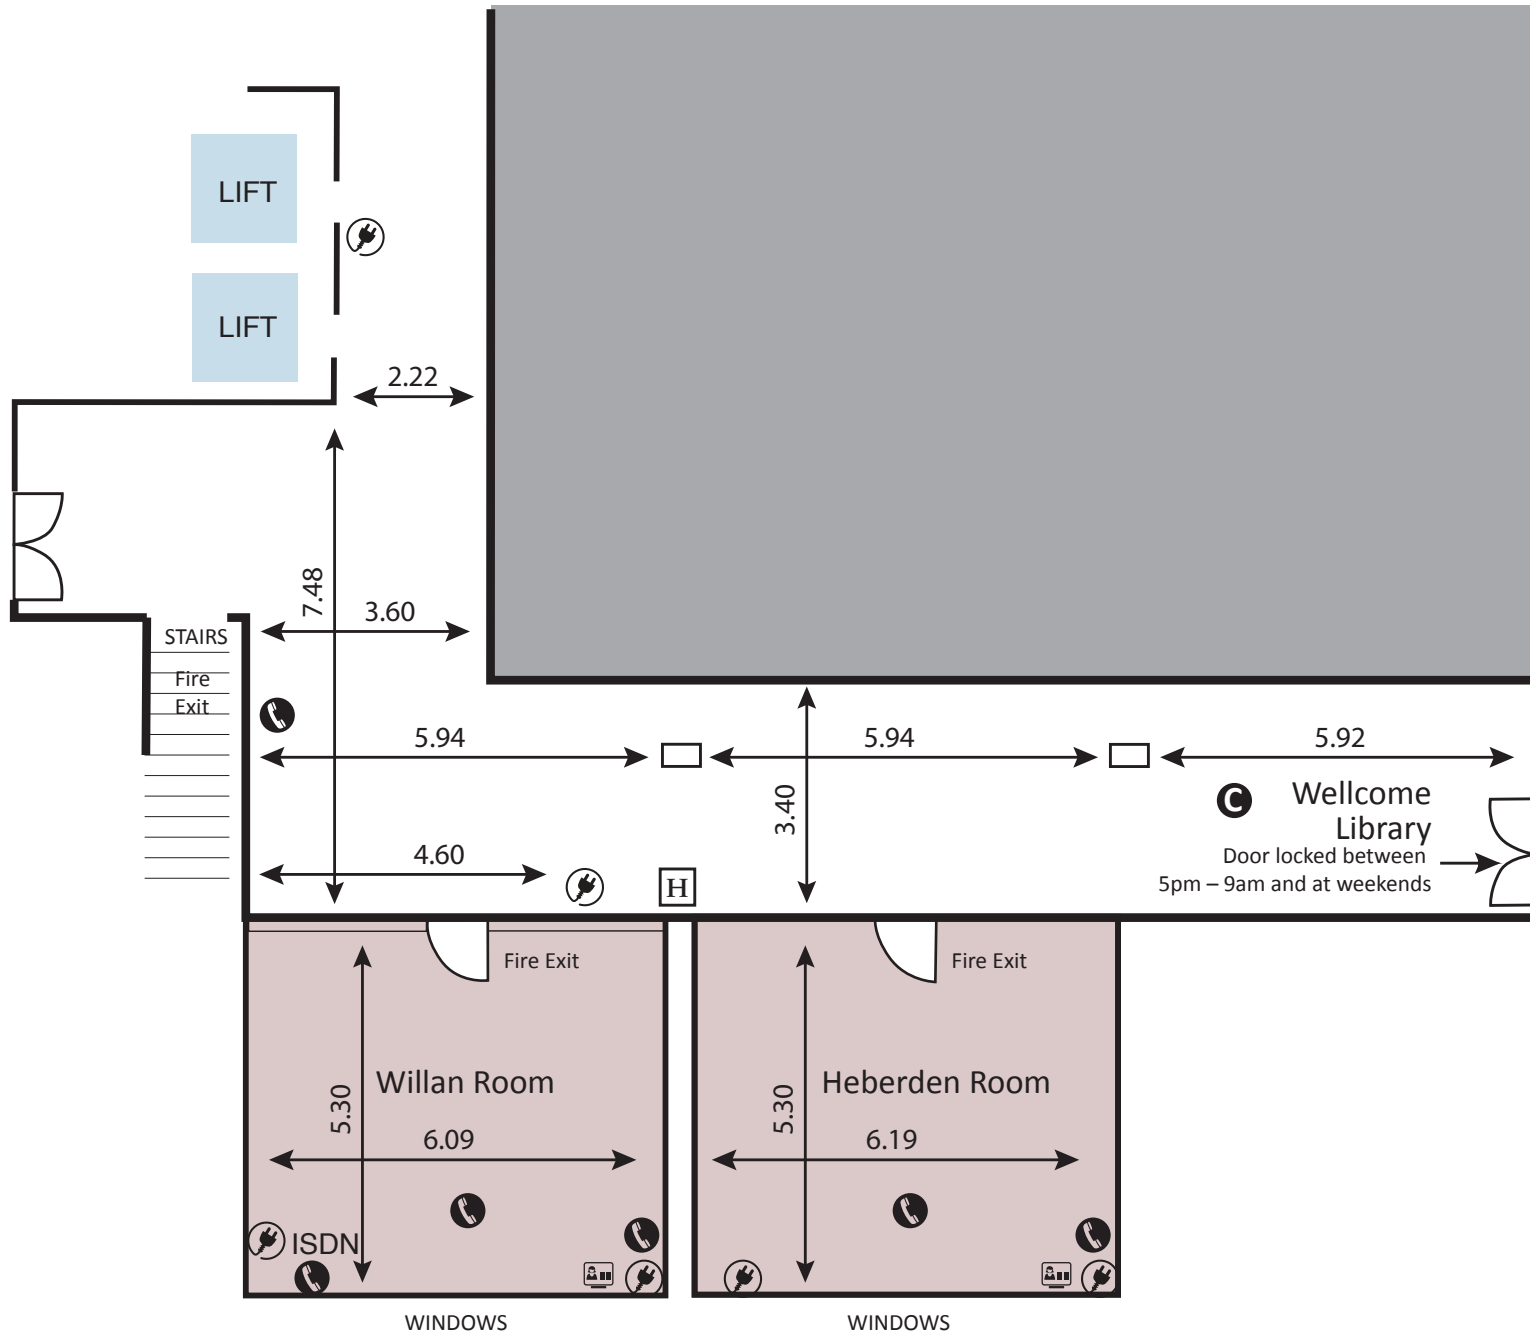 LIFT
LIFT
2.22
7.48
3.60
STAIRS
Fire
Exit
5.94
5.94
5.92
3.40
C
Wellcome
Library
Door locked between
5pm – 9am and at weekends
4.60
H
Fire Exit
Fire Exit
Willan Room
5.30
6.09
Heberden Room
5.30
6.19
ISDN
WINDOWS
WINDOWS